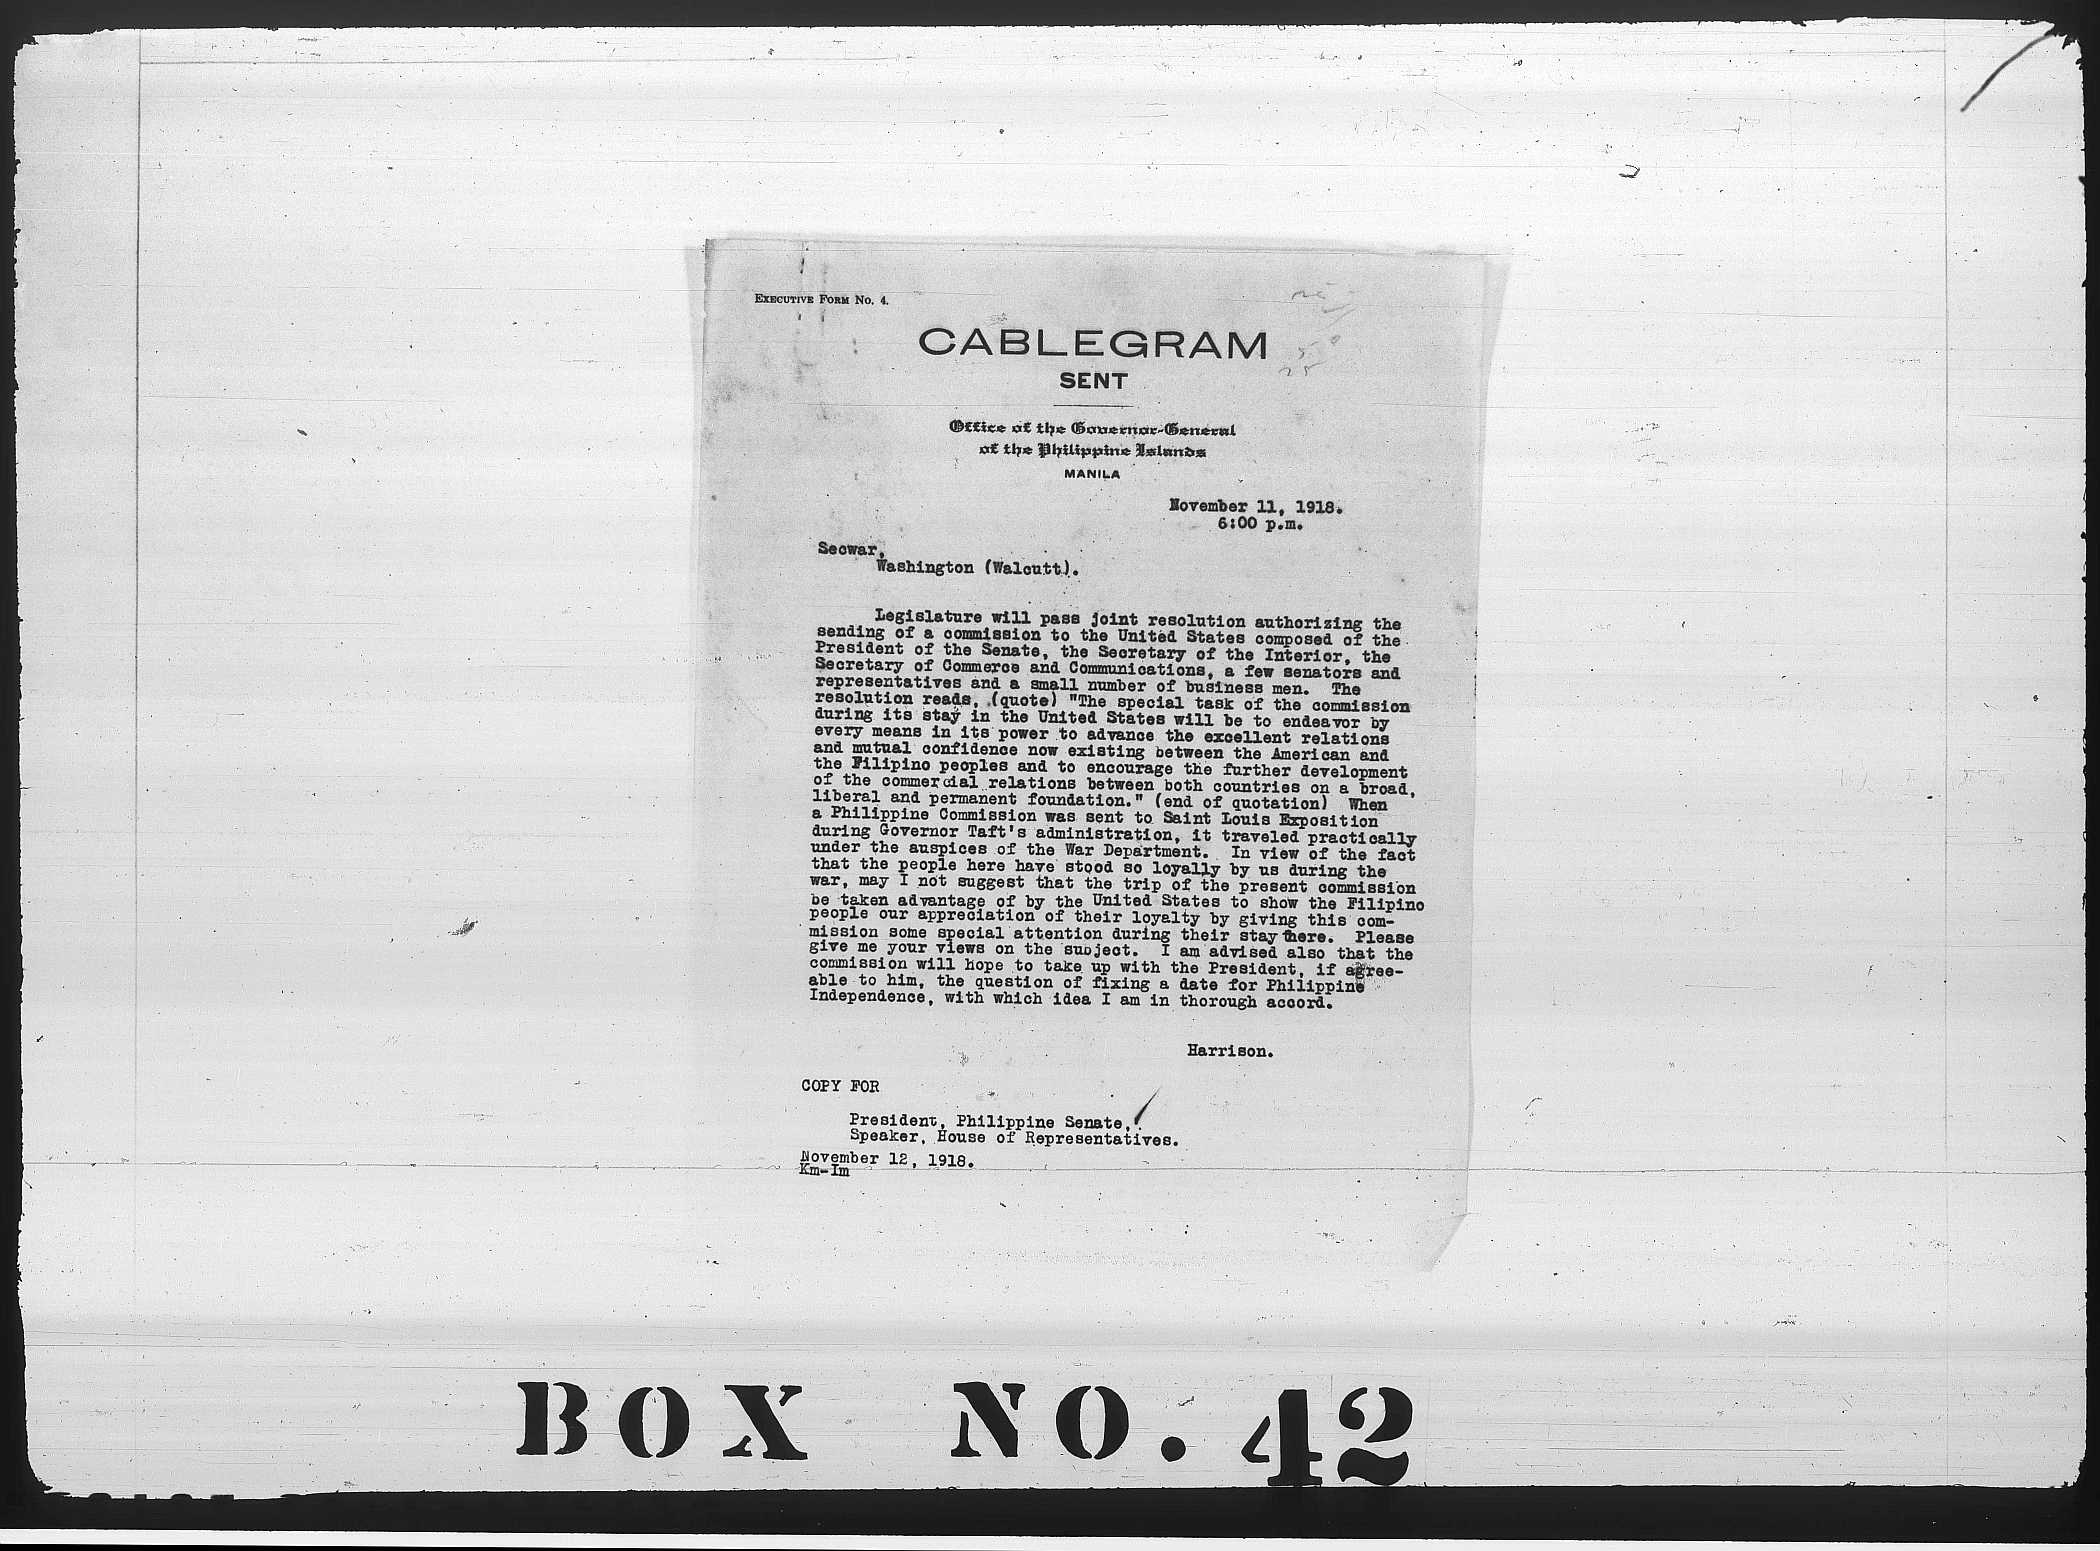 EXECUTIVE FORM NO. 4.
CABLEGRAM
SENT
Office of the Governor-General
of the Philippine Islands
MANILA
November 11, 1918.
6:00 p.m.
Secwar,
Washington (Walcutt).
Legislature will pass joint resolution authorizing the
sending of a commission to the United States composed of the
President of the Senate, the Secretary of the Interior, the
Secretary of Commerce and Communications, a few senators and
representatives and a small number of business men. The
resolution reads, (quote) "The special task of the commission
during its stay in the United States will be to endeavor by
every means in its power to advance the excellent relations
and mutual confidence now existing between the American and
the Filipino peoples and to encourage the further development
of the commercial relations between both countries on a broad,
liberal and permanent foundation." (end of quotation) When
a Philippine Commission was sent to Saint Louis Exposition
during Governor Taft's administration, it traveled practically
under the auspices of the War Department. In view of the fact
that the people here have stood so loyally by us during the
war, may I not suggest that the trip of the present commission
be taken advantage of by the United States to show the Filipino
people our appreciation of their loyalty by giving this com-
mission some special attention during their stay there. Please
give me your views on the subject. I am advised also that the
commission will hope to take up with the President, if agree-
able to him, the question of fixing a date for Philippine
Independence, with which idea I am in thorough accord.
Harrison.
COPY FOR
President, Philippine Senate,
Speaker, House of Representatives.
November 12, 1918.
Km-Im
BOX NO. 42